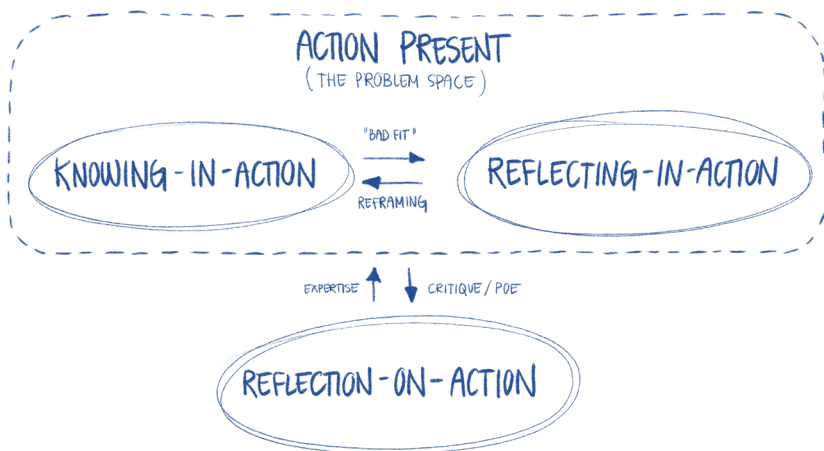 ACTION PRESENT
(THE PROBLEM SPACE)
"BAD FIT"
KNOWING-IN-ACTION
REFLECTING-IN-ACTION
REFRAMING
EXPERTISE
CRITIQUE/POE
REFLECTION-ON-ACTION